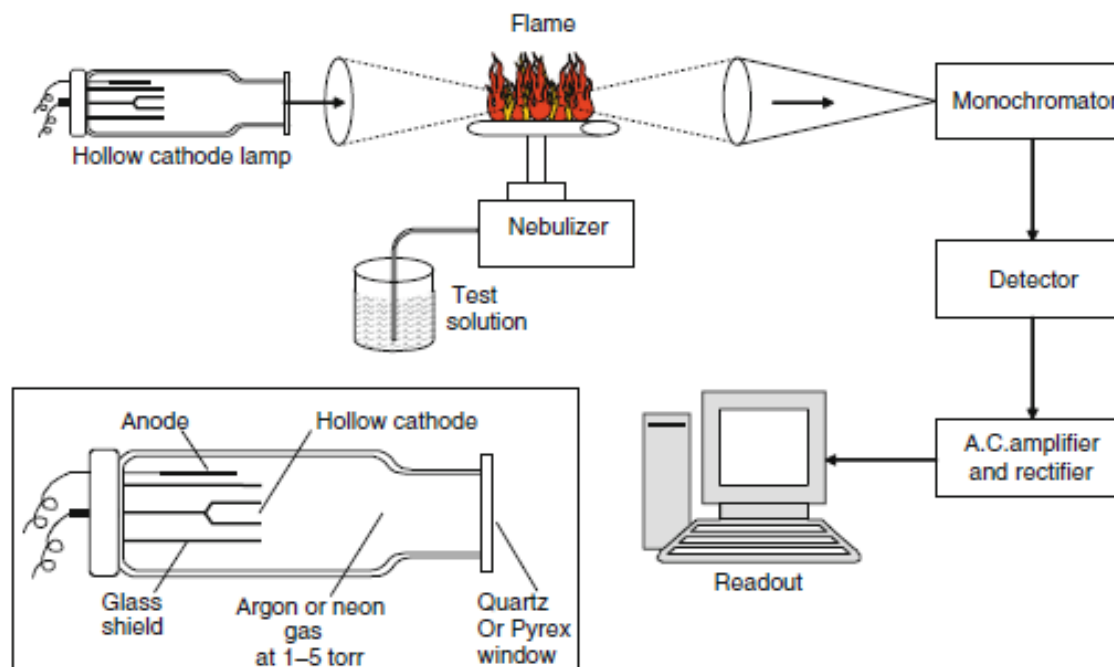 Flame
Hollow cathode lamp
Monochromator
Nebulizer
Test
solution
Detector
A.C.amplifier
and rectifier
Readout
Anode
Hollow cathode
Glass
shield
Argon or neon
gas
at 1–5 torr
Quartz
Or Pyrex
window